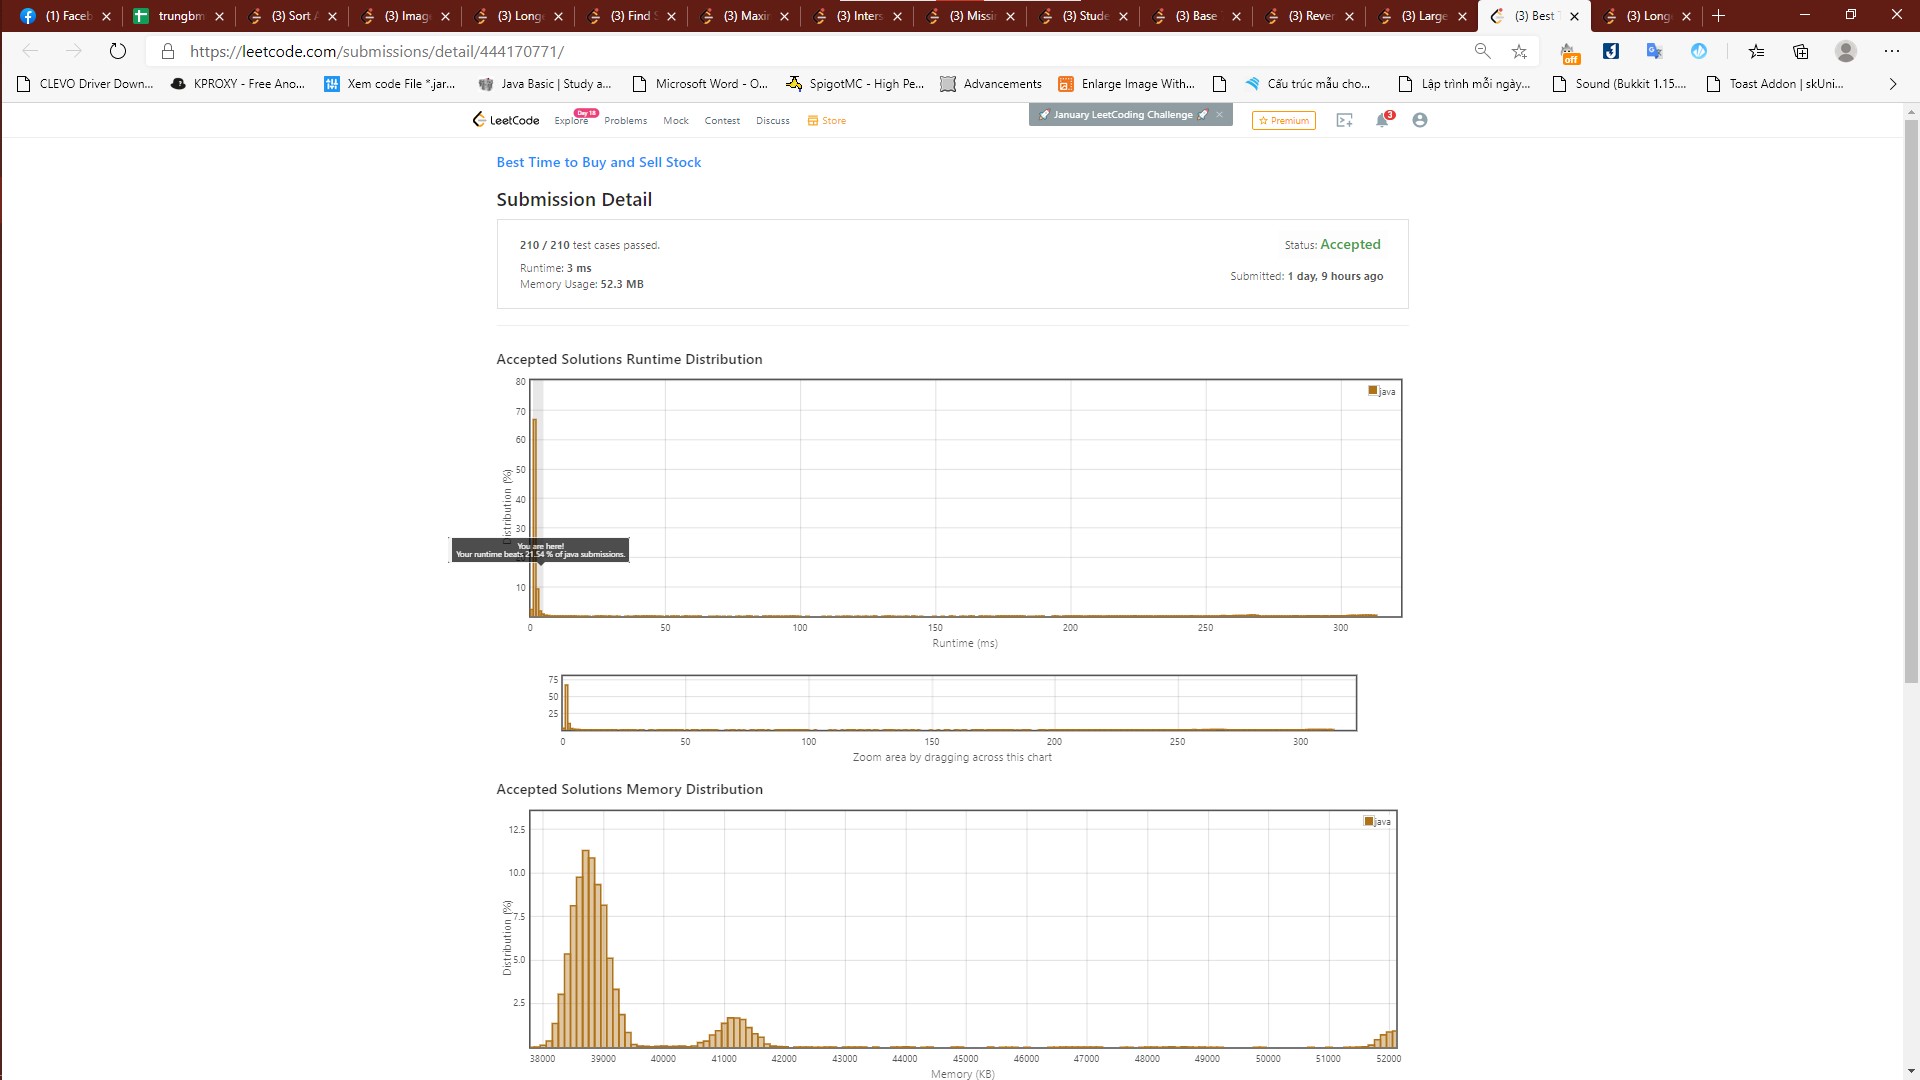 (1) Faceb
trungbm
(3) Sort A
(3) Imag
(3) Long
(3) Find S
(3) Maxi
(3) Inters
(3) Missi
(3) Stude
(3) Base
(3) Rever
(3) Large
(3) Best T
(3) Long
https://leetcode.com/submissions/detail/444170771/
off
CLEVO Driver Down...
KPROXY - Free Ano...
Xem code File *.jar...
Java Basic | Study a...
Microsoft Word - O...
SpigotMC - High Pe...
Advancements
Enlarge Image With...
Cấu trúc mẫu cho...
Lập trình mỗi ngày...
Sound (Bukkit 1.15....
Toast Addon | skUni...
LeetCode
Explore
Day 18
Problems
Mock
Contest
Discuss
Store
January LeetCoding Challenge
Premium
3
Best Time to Buy and Sell Stock
Submission Detail
210 / 210 test cases passed.
Status: Accepted
Runtime: 3 ms
Submitted: 1 day, 9 hours ago
Memory Usage: 52.3 MB
Accepted Solutions Runtime Distribution
80
70
60
50
40
30
10
Distribution (%)
java
You are here!
Your runtime beats 21.54 % of java submissions.
0 50 100 150 200 250 300
Runtime (ms)
75
50
25
0 50 100 150 200 250 300
Zoom area by dragging across this chart
Accepted Solutions Memory Distribution
12.5
10.0
7.5
5.0
2.5
Distribution (%)
java
38000 39000 40000 41000 42000 43000 44000 45000 46000 47000 48000 49000 50000 51000 52000
Memory (KB)